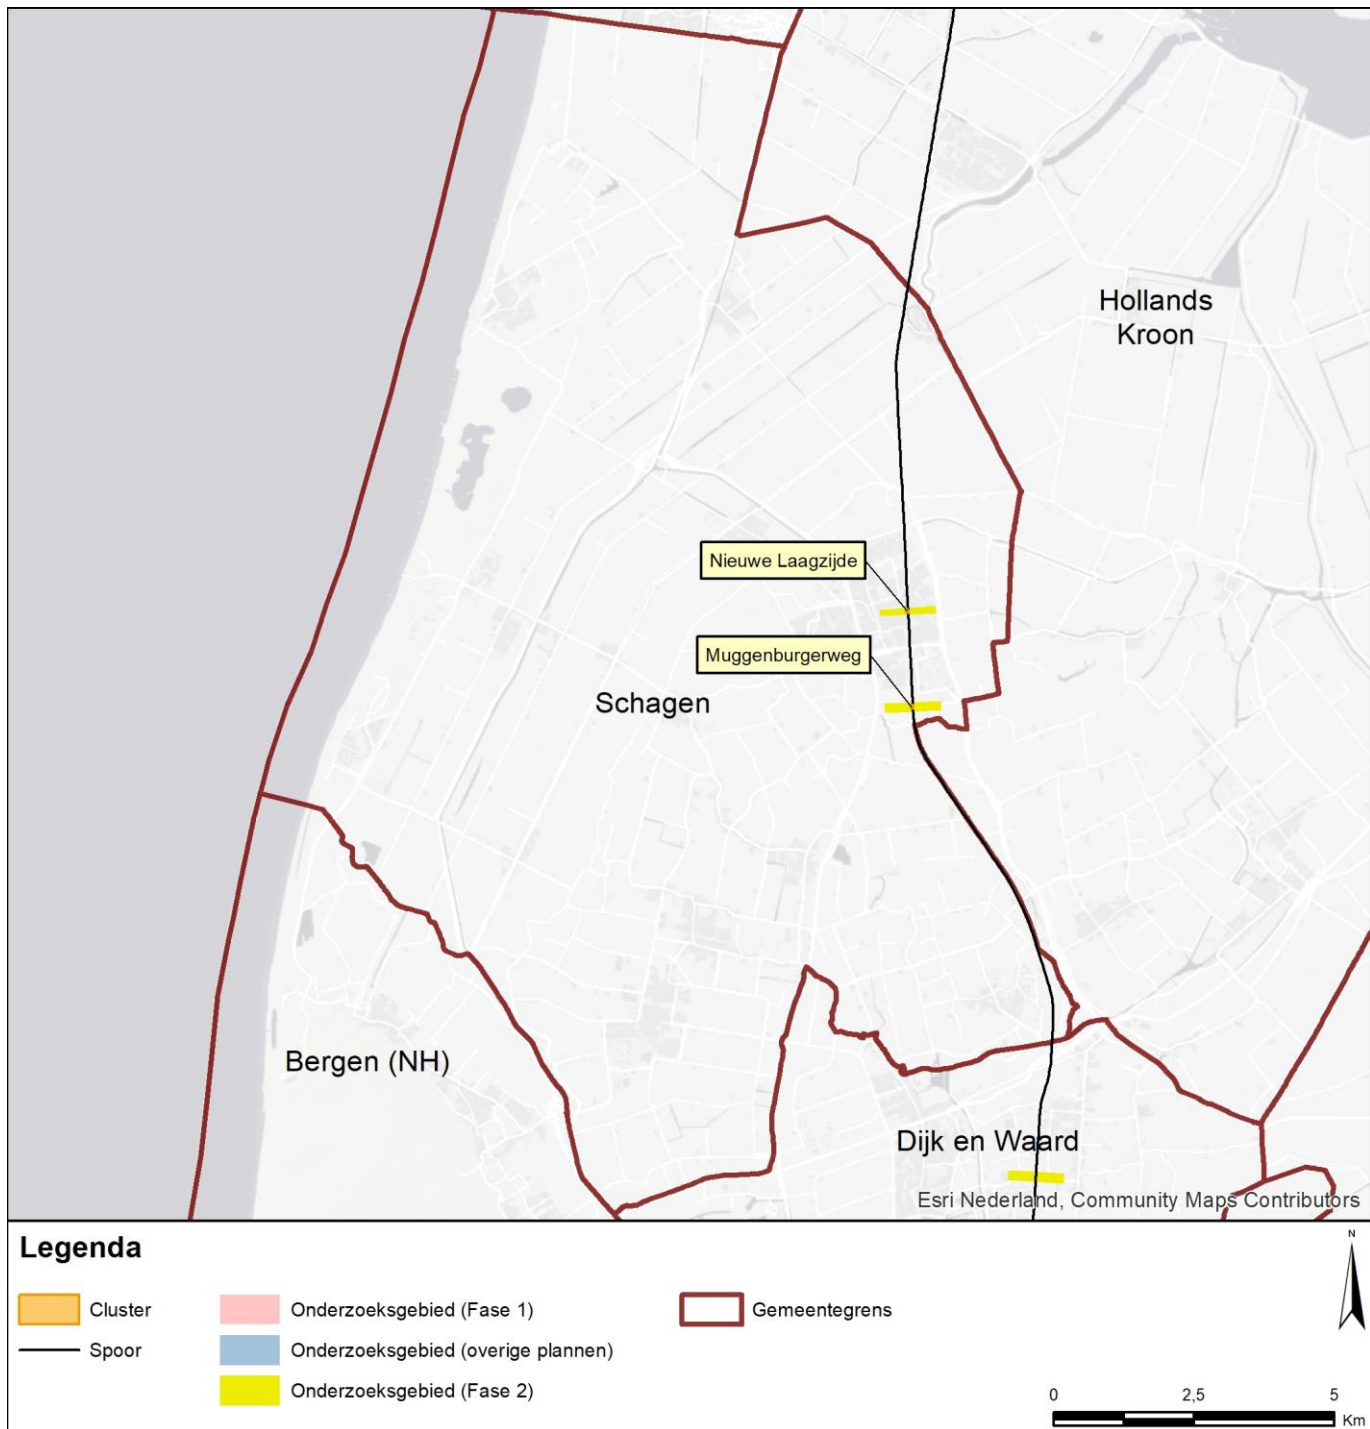 Hollands
Kroon
Nieuwe Laagzijde
Muggenburgerweg
Schagen
Bergen (NH)
Dijk en Waard
Esri Nederland, Community Maps Contributors
Legenda
Cluster
Spoor
Onderzoeksgebied (Fase 1)
Onderzoeksgebied (overige plannen)
Onderzoeksgebied (Fase 2)
Gemeentegrens
N
0 2,5 5
Km